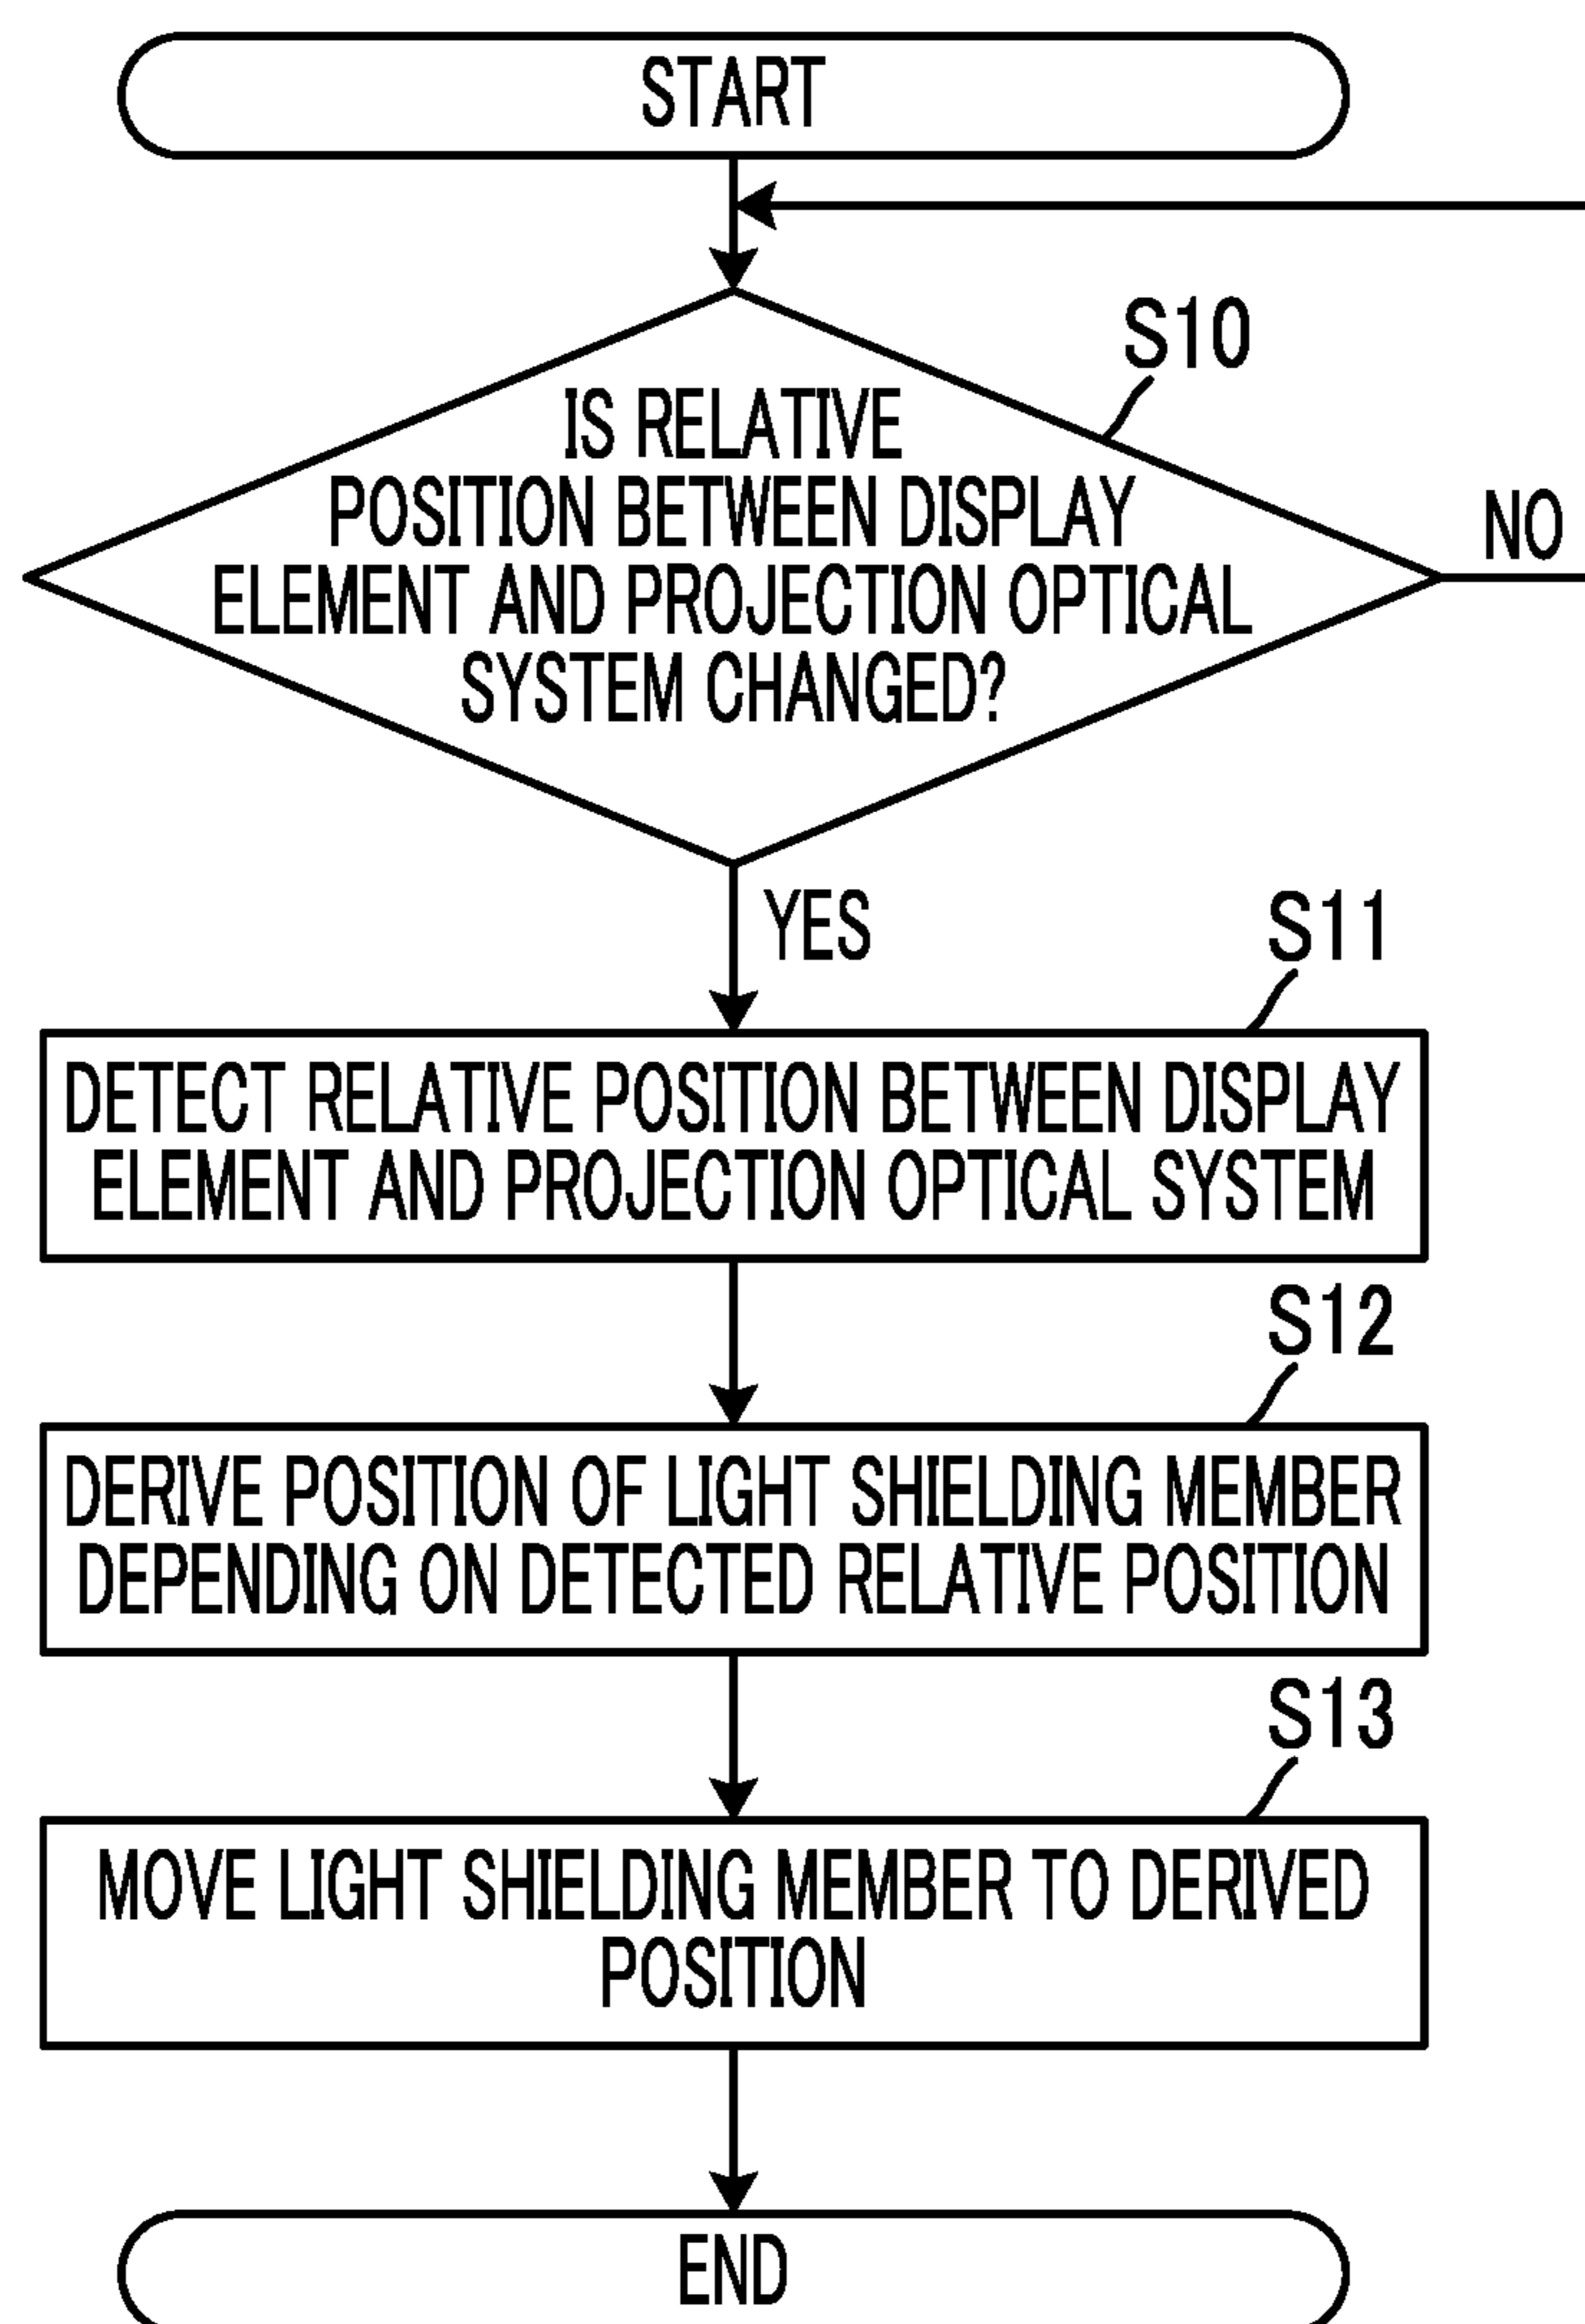 START
S10
IS RELATIVE
POSITION BETWEEN DISPLAY
ELEMENT AND PROJECTION OPTICAL
SYSTEM CHANGED?
NO
YES
S11
DETECT RELATIVE POSITION BETWEEN DISPLAY
ELEMENT AND PROJECTION OPTICAL SYSTEM
S12
DERIVE POSITION OF LIGHT SHIELDING MEMBER
DEPENDING ON DETECTED RELATIVE POSITION
S13
MOVE LIGHT SHIELDING MEMBER TO DERIVED
POSITION
END